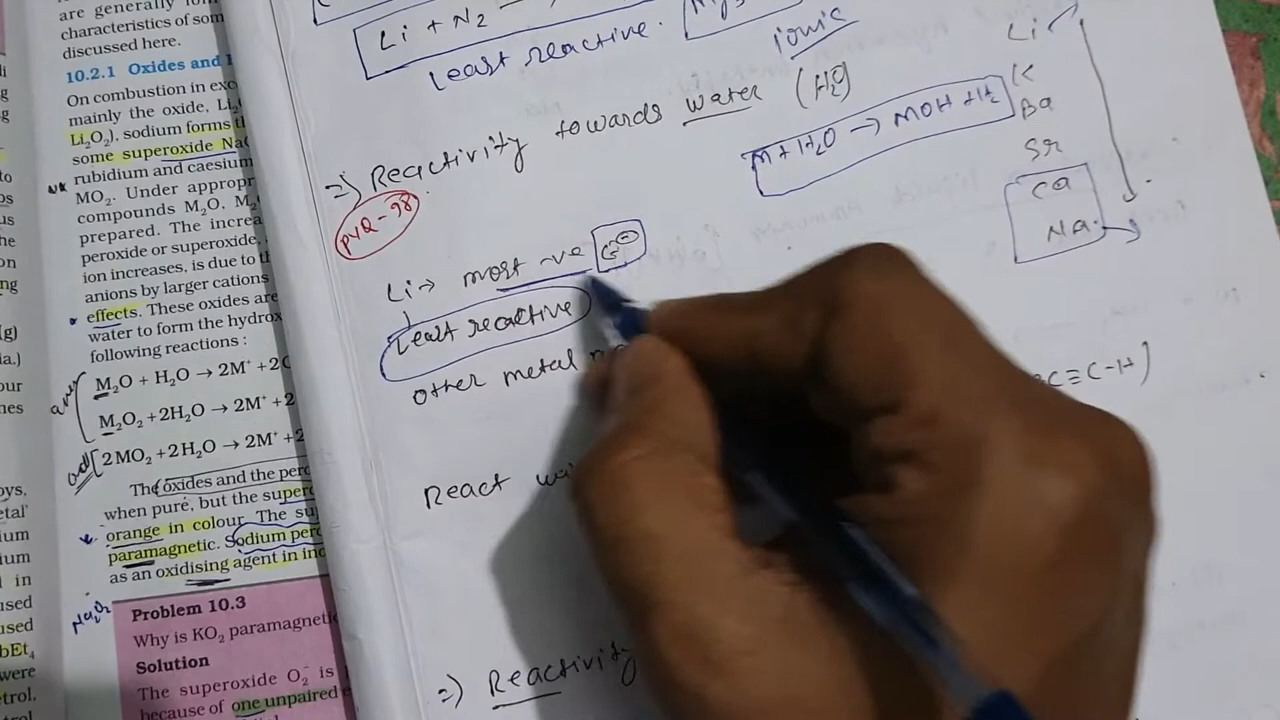 are generally
characteristics of som
discussed here.
10.2.1 Oxides and
On combustion in exc
mainly the oxide,
Li₂O₂), sodium forms t
some superoxide Na
rubidium and caesium
MO₂. Under appropr
compounds M₂O, M₂
prepared. The increa
peroxide or superoxide,
ion increases, is due to t
anions by larger cations
effects. These oxides are
water to form the hydrox
following reactions :
M₂O + H₂O → 2M⁺ + 2
M₂O₂ + 2H₂O → 2M⁺ + 2
2MO₂ + 2H₂O → 2M⁺ + 2
The oxides and the pero
when pure, but the super
orange in colour. The su
paramagnetic. Sodium per
as an oxidising agent in ino
Na₂O₂
Problem 10.3
Why is KO₂ paramagneti
Solution
The superoxide O₂⁻ is
because of one unpaired e
Li + N₂
least reactive.
ionic
=) Reactivity towards water (H₂O)
PYQ-98
M + H₂O → MOH + H₂
Li
K
Ba
Sr
Ca
Na
Li → most -ve E⊖
least reactive
other metal
C≡C-H)
React
=) Reactivity